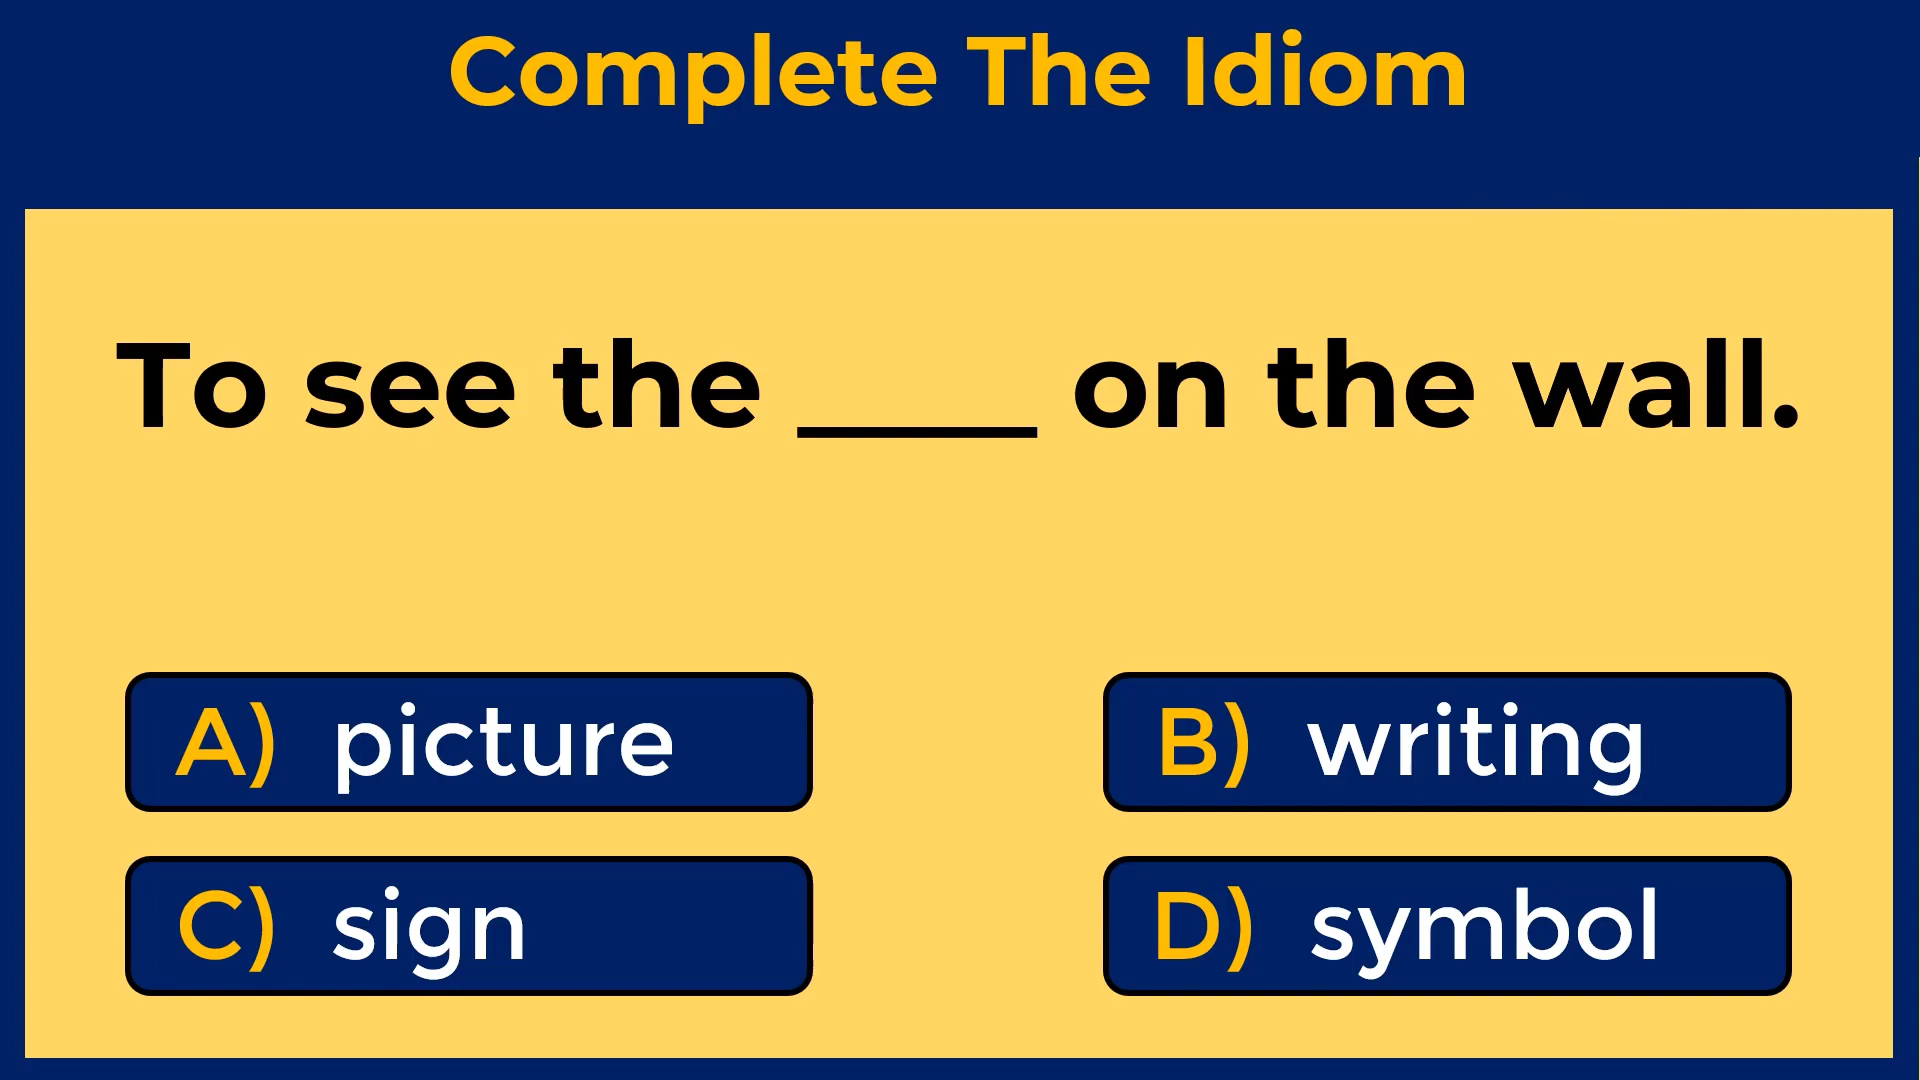 Complete The Idiom
To see the ____ on the wall.
A) picture
B) writing
C) sign
D) symbol